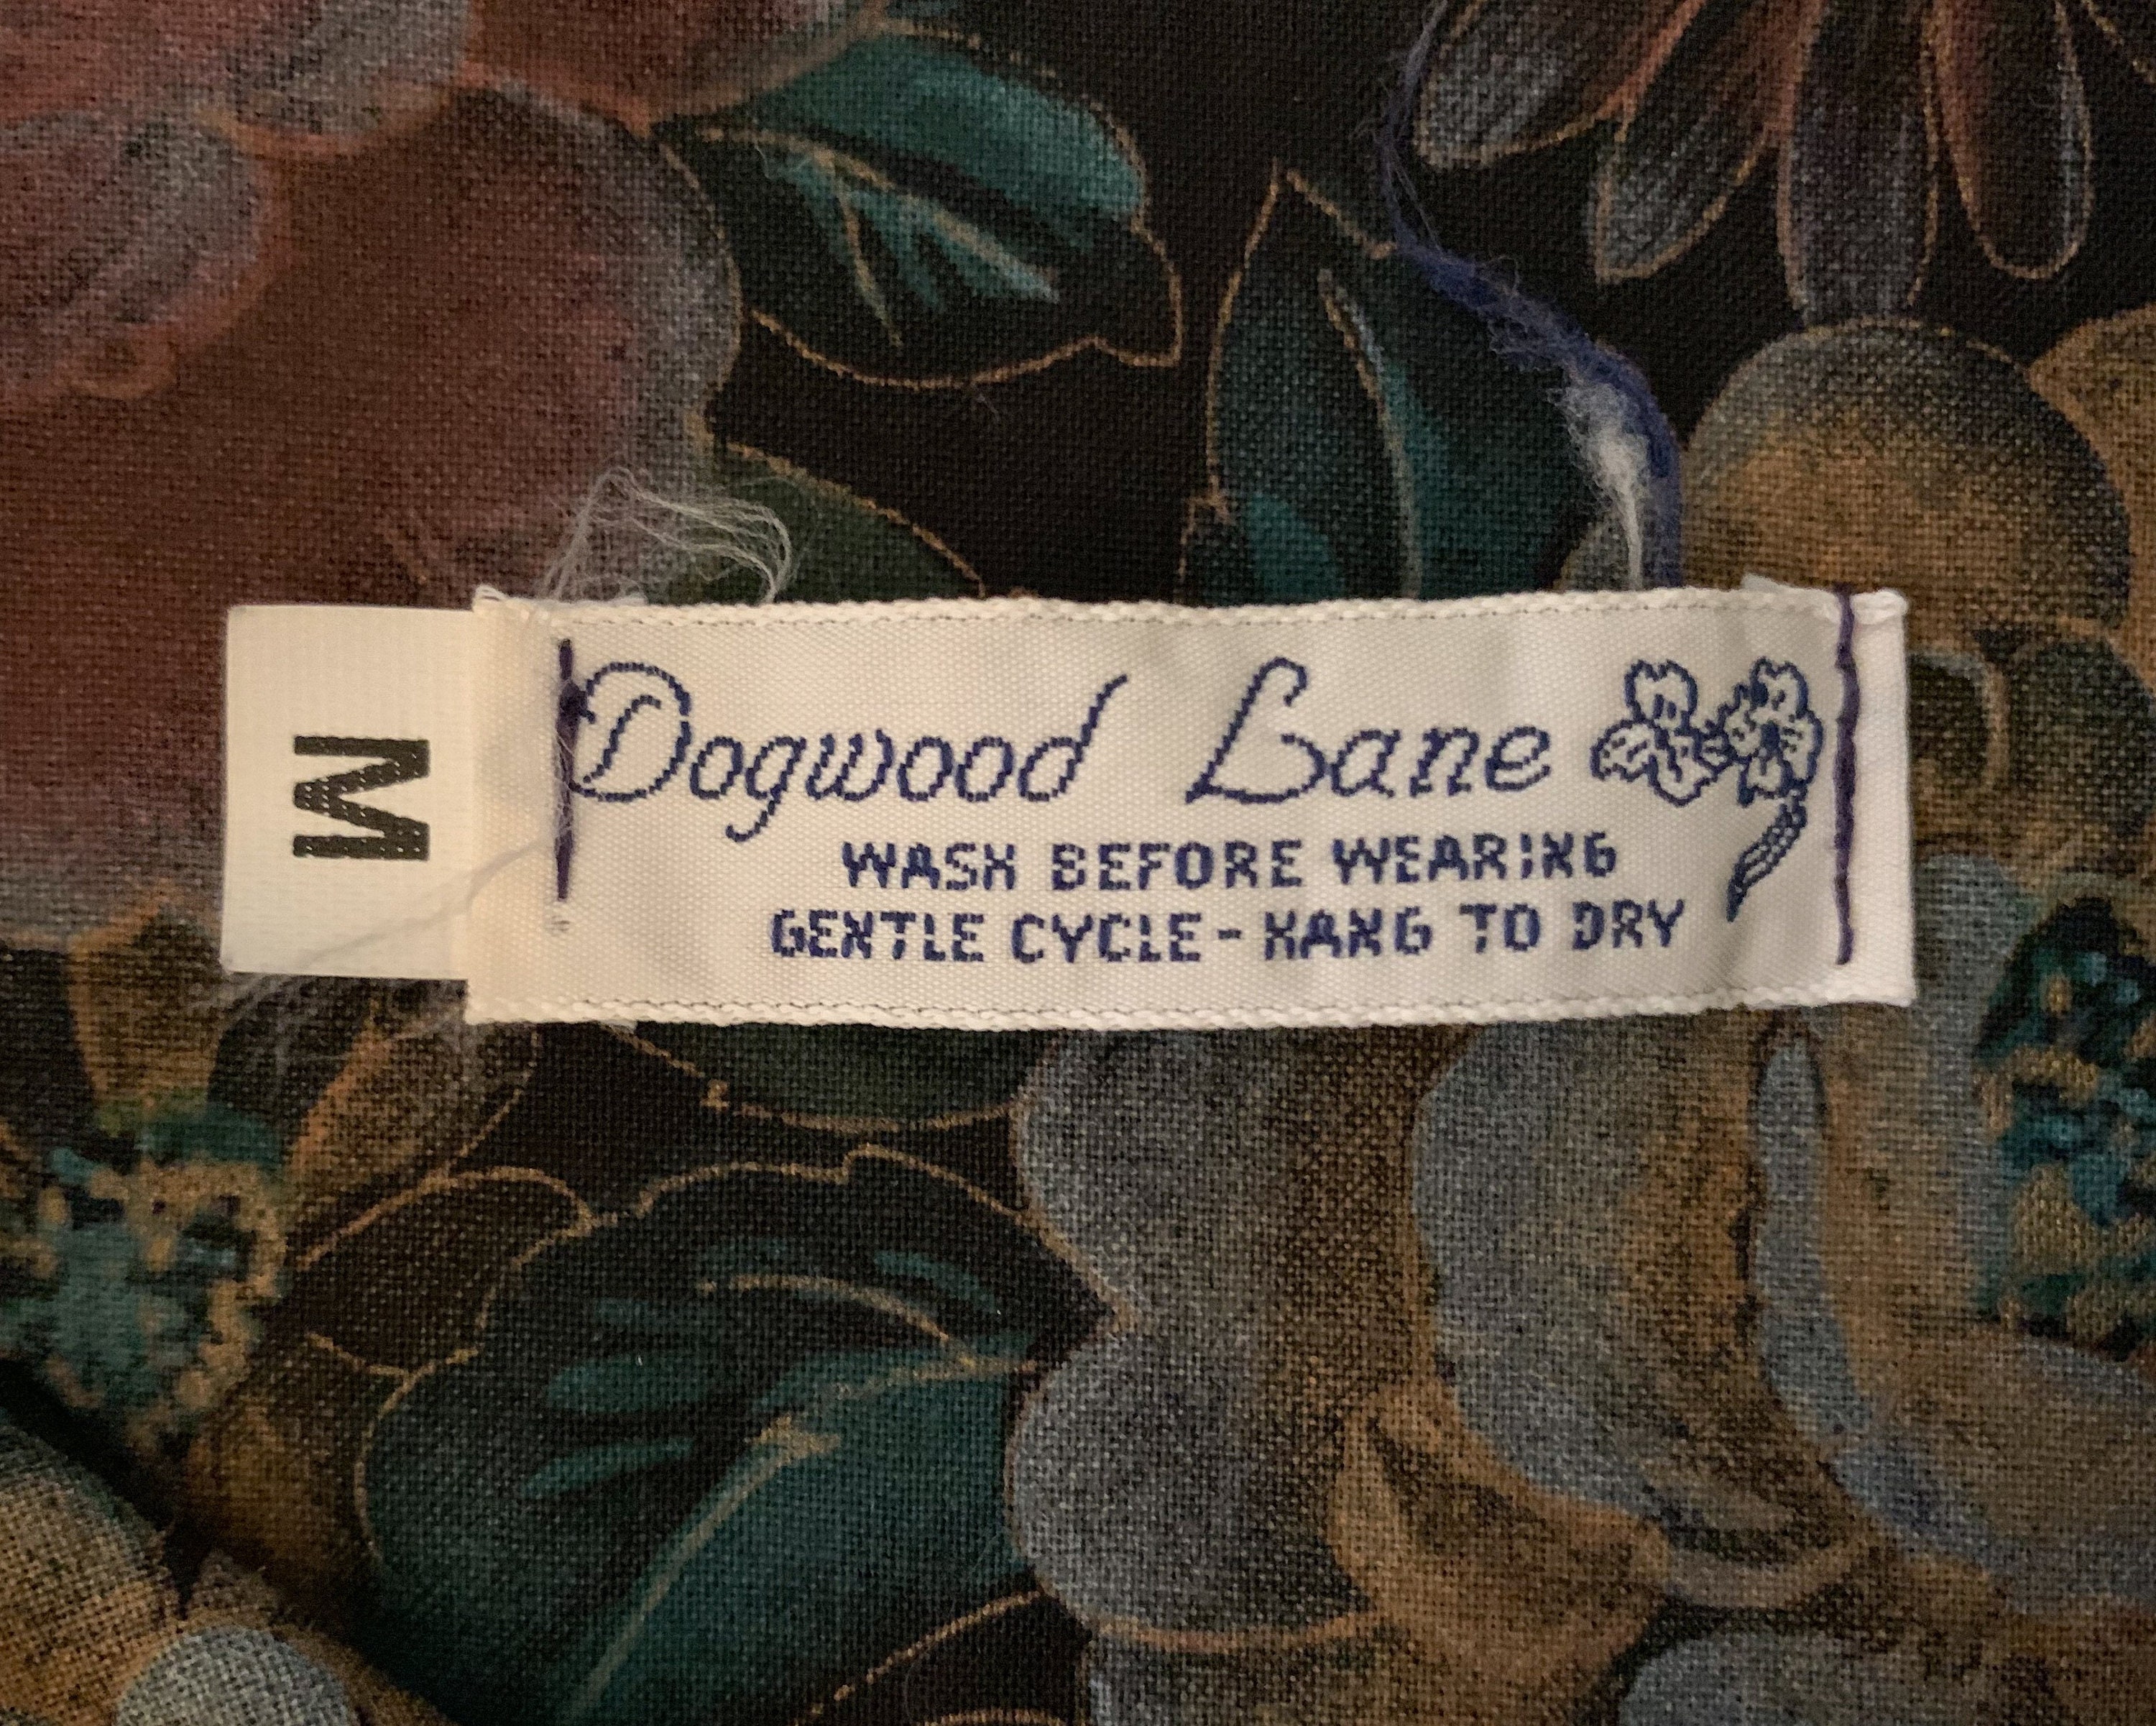 M
Dogwood Lane
WASH BEFORE WEARING
GENTLE CYCLE - HANG TO DRY